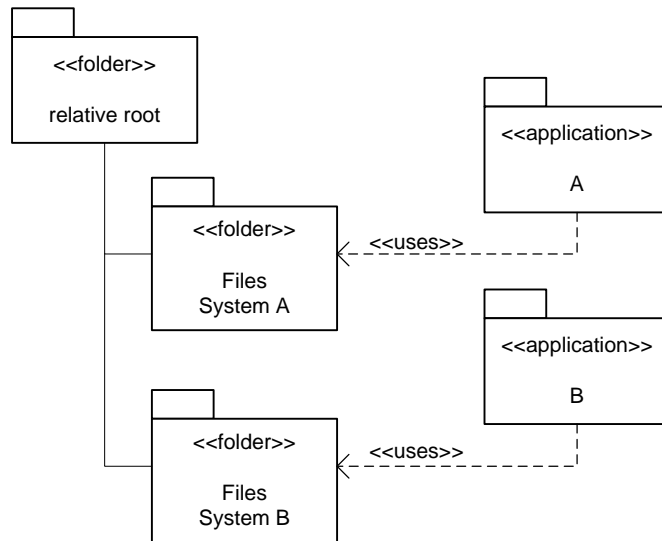 <<folder>>
relative root
<<application>>
A
<<folder>>
Files
System A
<<uses>>
<<application>>
B
<<folder>>
Files
System B
<<uses>>